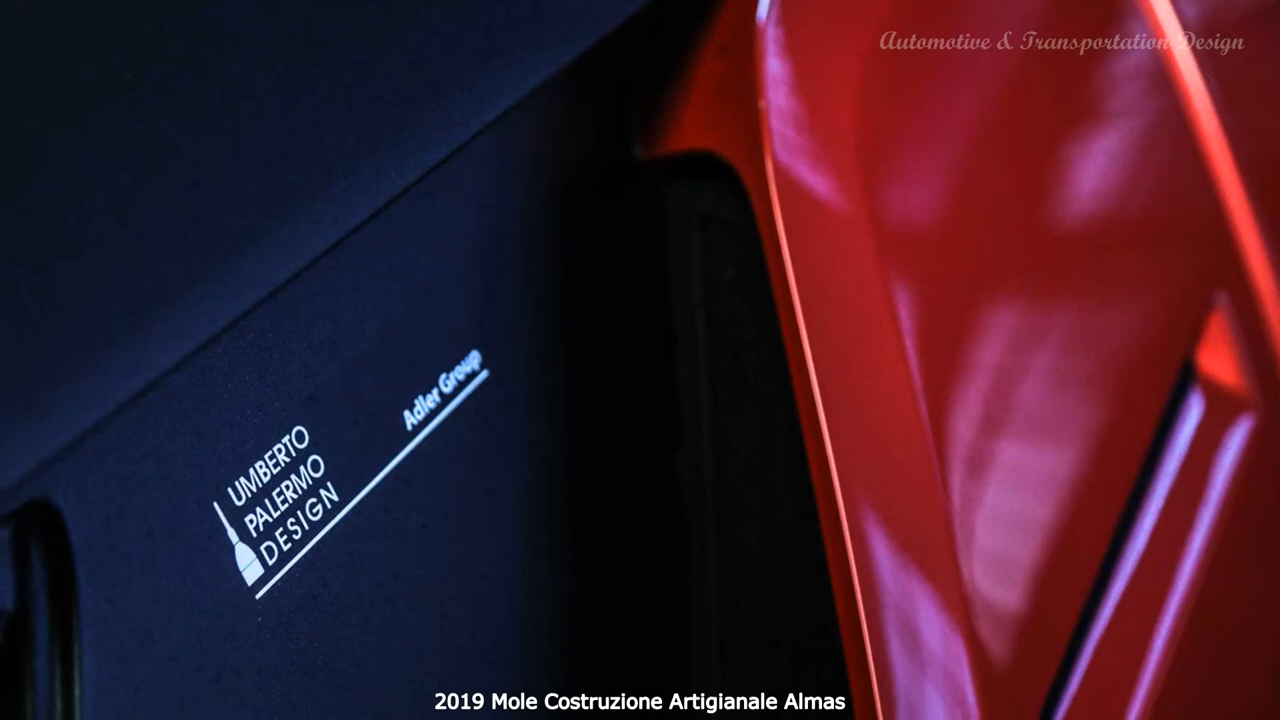 Automotive & Transportation Design
UMBERTO
PALERMO
DESIGN
Adler Group
2019 Mole Costruzione Artigianale Almas